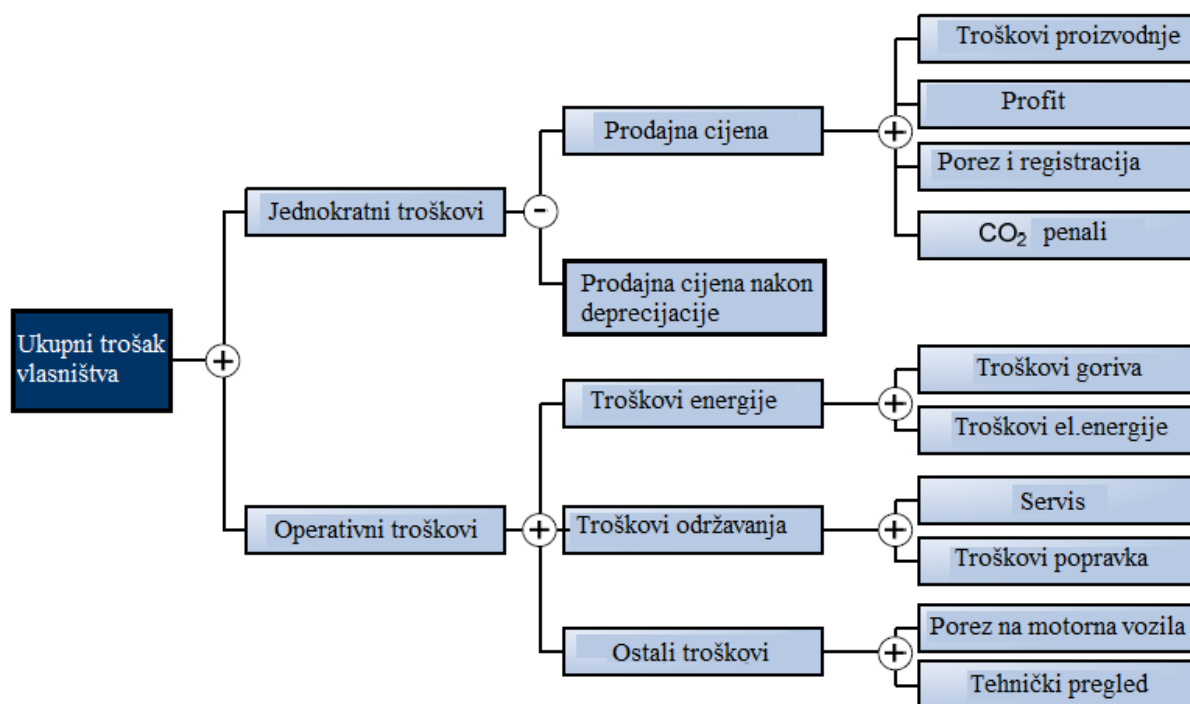 Troškovi proizvodnje
Profit
Prodajna cijena
+
Porez i registracija
Jednokratni troškovi
-
CO₂ penali
Prodajna cijena nakon
deprecijacije
Ukupni trošak
vlasništva
+
Troškovi goriva
Troškovi energije
+
Troškovi el.energije
Servis
Operativni troškovi
+
Troškovi održavanja
+
Troškovi popravka
Porez na motorna vozila
Ostali troškovi
+
Tehnički pregled